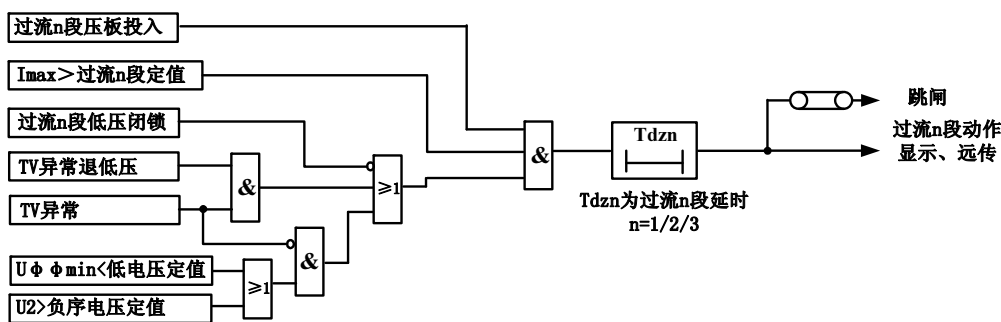 过流n段压板投入
Imax＞过流n段定值
过流n段低压闭锁
TV异常退低压
TV异常
UΦΦmin<低电压定值
U2>负序电压定值
&
≥1
&
≥1
&
Tdzn
Tdzn为过流n段延时
n=1/2/3
跳闸
过流n段动作
显示、远传